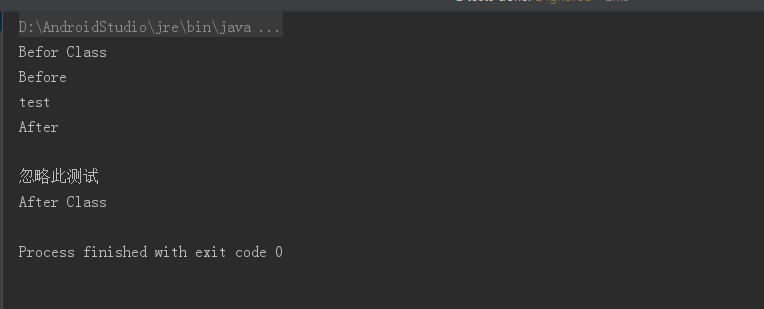 D:\AndroidStudio\jre\bin\java ...
Befor Class
Before
test
After
忽略此测试
After Class
Process finished with exit code 0